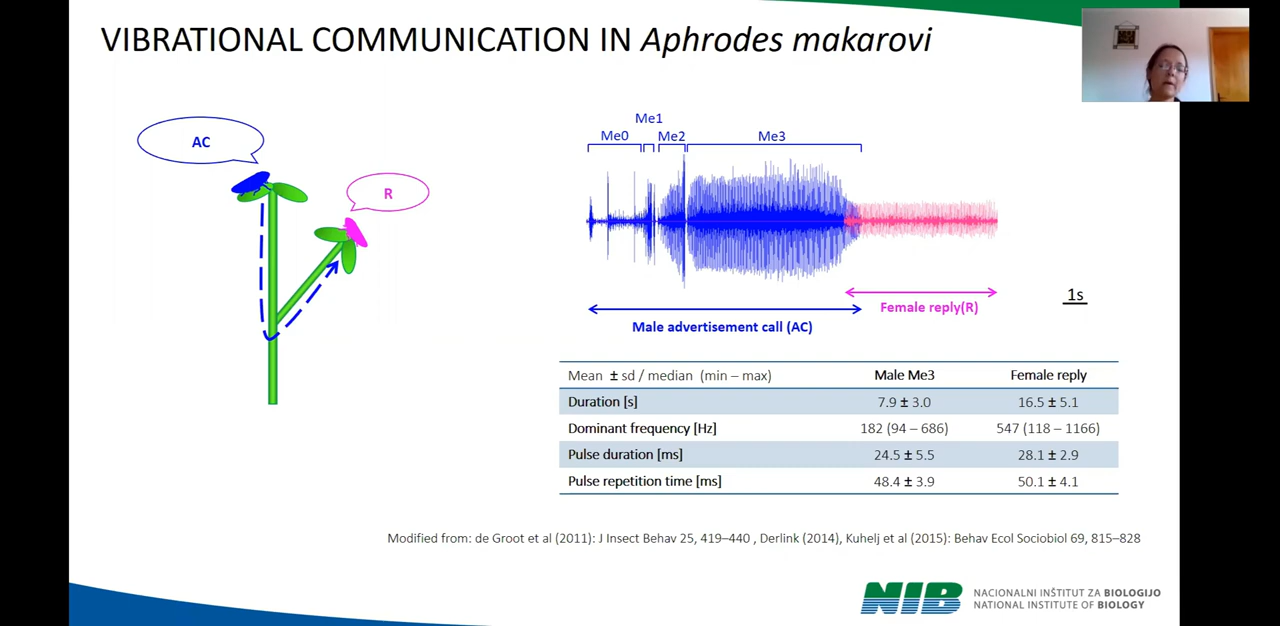 VIBRATIONAL COMMUNICATION IN Aphrodes makarovi
AC
R
Me0
Me1
Me2
Me3
Female reply(R)
Male advertisement call (AC)
1s
Mean ± sd / median (min – max) Male Me3 Female reply
Duration [s] 7.9 ± 3.0 16.5 ± 5.1
Dominant frequency [Hz] 182 (94 – 686) 547 (118 – 1166)
Pulse duration [ms] 24.5 ± 5.5 28.1 ± 2.9
Pulse repetition time [ms] 48.4 ± 3.9 50.1 ± 4.1
Modified from: de Groot et al (2011): J Insect Behav 25, 419–440 , Derlink (2014), Kuhelj et al (2015): Behav Ecol Sociobiol 69, 815–828
NIB
NACIONALNI INŠTITUT ZA BIOLOGIJO
NATIONAL INSTITUTE OF BIOLOGY